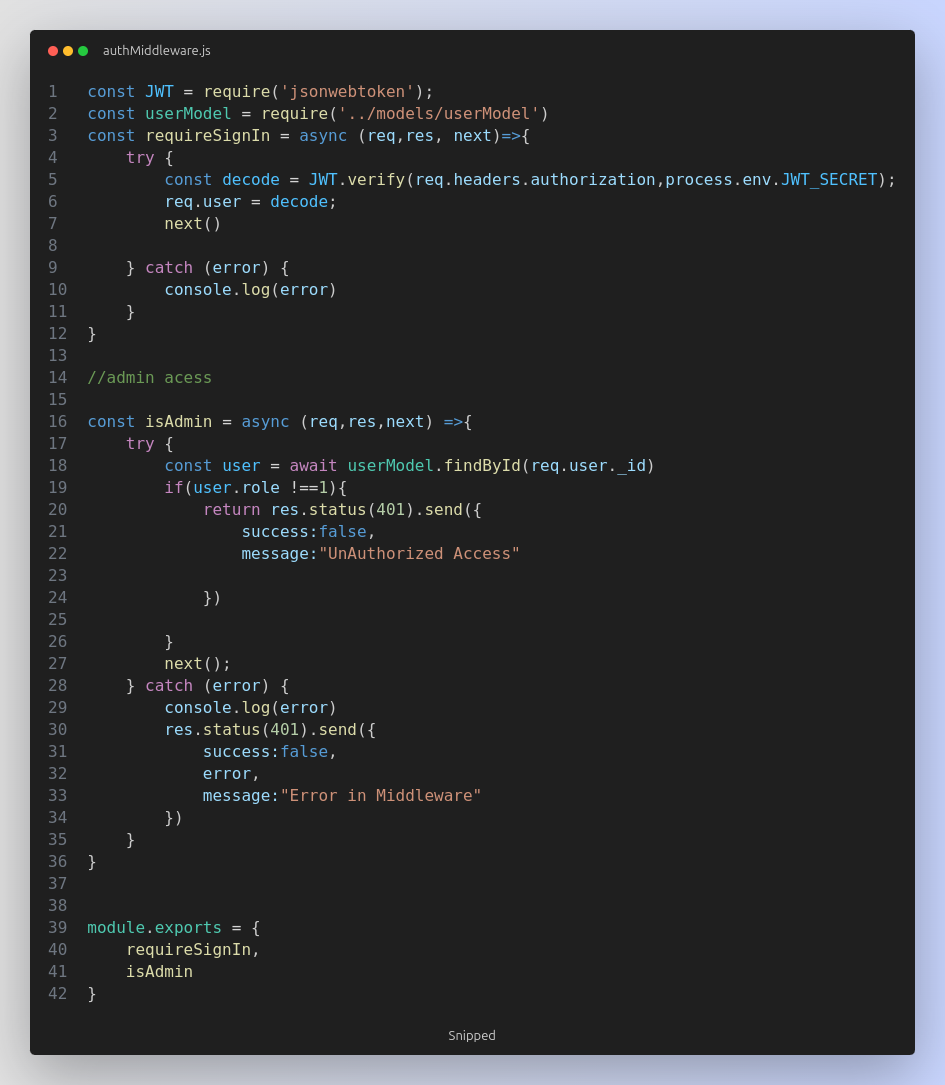 authMiddleware.js
1 const JWT = require('jsonwebtoken');
2 const userModel = require('../models/userModel')
3 const requireSignIn = async (req,res, next)=>{
4     try {
5         const decode = JWT.verify(req.headers.authorization,process.env.JWT_SECRET);
6         req.user = decode;
7         next()
8
9     } catch (error) {
10         console.log(error)
11     }
12 }
13
14 //admin acess
15
16 const isAdmin = async (req,res,next) =>{
17     try {
18         const user = await userModel.findById(req.user._id)
19         if(user.role !==1){
20             return res.status(401).send({
21                 success:false,
22                 message:"UnAuthorized Access"
23
24             })
25
26         }
27         next();
28     } catch (error) {
29         console.log(error)
30         res.status(401).send({
31             success:false,
32             error,
33             message:"Error in Middleware"
34         })
35     }
36 }
37
38
39 module.exports = {
40     requireSignIn,
41     isAdmin
42 }
Snipped